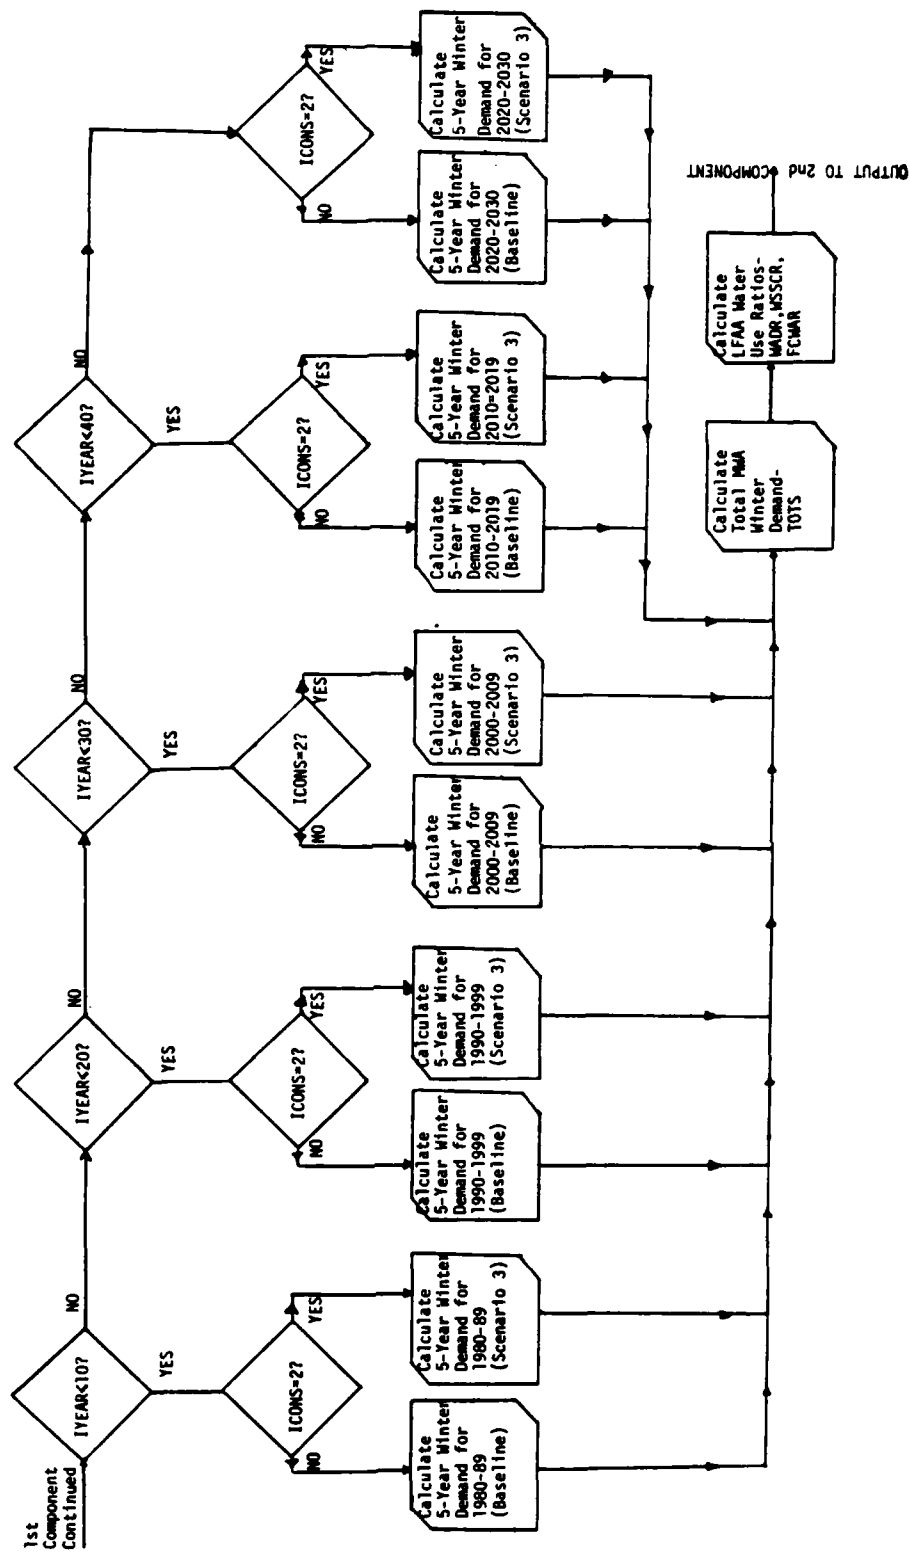 1st
Component
Continued
IYEAR<10?
NO
YES
ICONS=2?
NO
YES
Calculate
5-Year Winter
Demand for
1980-89
(Baseline)
Calculate
5-Year Winter
Demand for
1980-89
(Scenario 3)
IYEAR<20?
NO
YES
ICONS=2?
NO
YES
Calculate
5-Year Winter
Demand for
1990-1999
(Baseline)
Calculate
5-Year Winter
Demand for
1990-1999
(Scenario 3)
IYEAR<30?
NO
YES
ICONS=2?
NO
YES
Calculate
5-Year Winter
Demand for
2000-2009
(Baseline)
Calculate
5-Year Winter
Demand for
2000-2009
(Scenario 3)
IYEAR<40?
NO
YES
ICONS=2?
NO
YES
Calculate
5-Year Winter
Demand for
2010-2019
(Baseline)
Calculate
5-Year Winter
Demand for
2010=2019
(Scenario 3)
ICONS=2?
NO
YES
Calculate
5-Year Winter
Demand for
2020-2030
(Baseline)
Calculate
5-Year Winter
Demand for
2020-2030
(Scenario 3)
Calculate
Total MWA
Winter
Demand-
TOTS
Calculate
LFAA Water
Use Ratios-
WADR,WSSCR,
FCWAR
OUTPUT TO 2nd COMPONENT